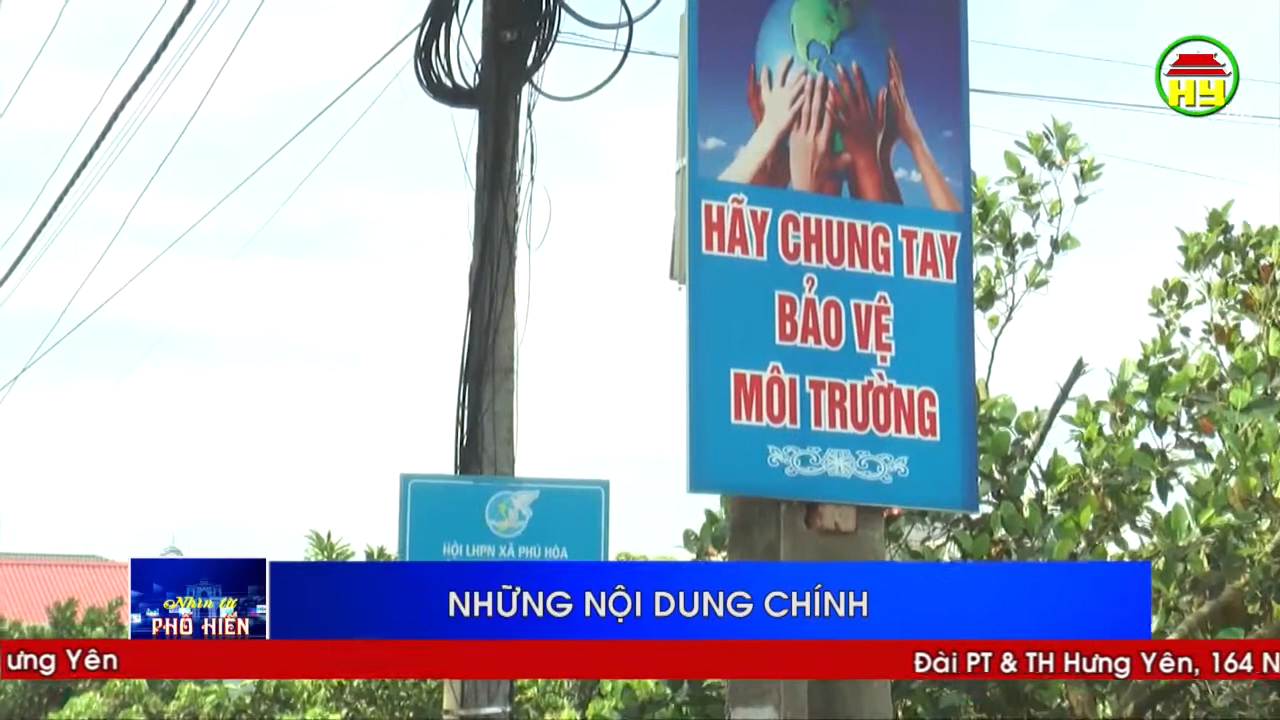 HY
HÃY CHUNG TAY
BẢO VỆ
MÔI TRƯỜNG
HỘI LHPN XÃ PHÚ HÒA
Nhìn từ
PHỐ HIẾN
NHỮNG NỘI DUNG CHÍNH
ưng Yên
Đài PT & TH Hưng Yên, 164 N